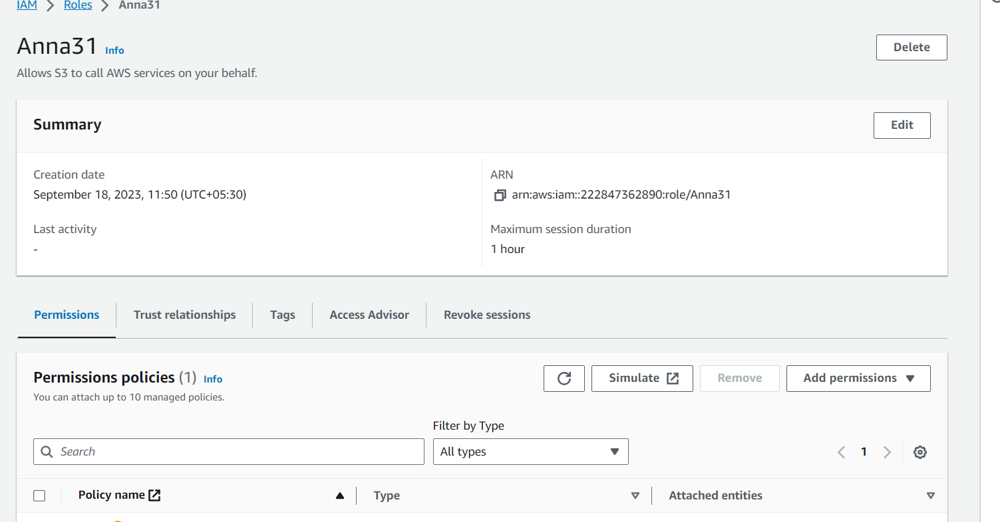 IAM > Roles > Anna31
Anna31 Info
Delete
Allows S3 to call AWS services on your behalf.
Summary
Edit
Creation date
September 18, 2023, 11:50 (UTC+05:30)
ARN
arn:aws:iam::222847362890:role/Anna31
Last activity
-
Maximum session duration
1 hour
Permissions
Trust relationships
Tags
Access Advisor
Revoke sessions
Permissions policies (1) Info
You can attach up to 10 managed policies.
Simulate
Remove
Add permissions
Filter by Type
Search
All types
1
Policy name
Type
Attached entities